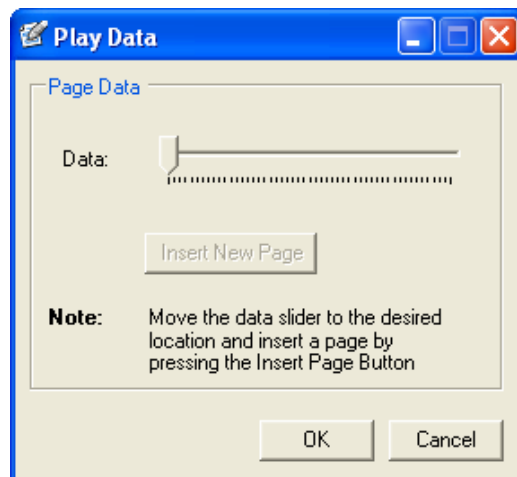 Play Data
Page Data
Data:
Insert New Page
Note: Move the data slider to the desired
location and insert a page by
pressing the Insert Page Button
OK Cancel